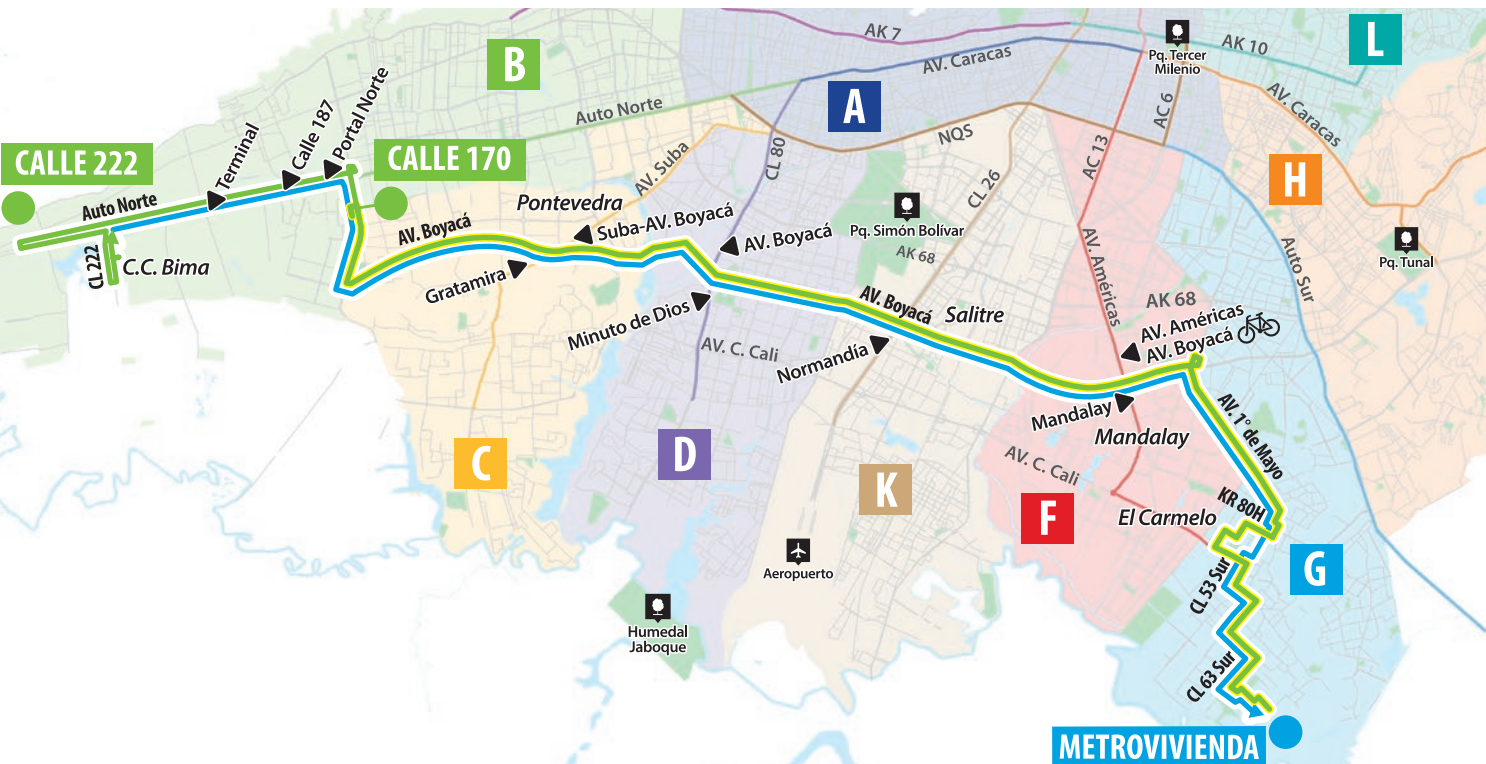 AK 7
AK 10
L
Pq. Tercer
Milenio
B
AV. Caracas
A
Auto Norte
AC 6
AV. Caracas
NQS
CALLE 222
Terminal
Calle 187
Portal Norte
CALLE 170
AV. Suba
CL 80
AC 13
H
CL 26
Auto Norte
AV. Boyacá
Pontevedra
Suba-AV. Boyacá
AV. Boyacá
Pq. Simón Bolívar
AK 68
CL 222
C.C. Bima
Gratamira
Pq. Tunal
Auto Sur
AV. Américas
Minuto de Dios
AV. Boyacá
Salitre
AK 68
AV. Américas
AV. Boyacá
AV. C. Cali
Normandía
Mandalay
Mandalay
AV. 1° de Mayo
C
D
K
AV. C. Cali
F
KR 80H
El Carmelo
Aeropuerto
G
CL 53 Sur
Humedal
Jaboque
CL 63 Sur
METROVIVIENDA